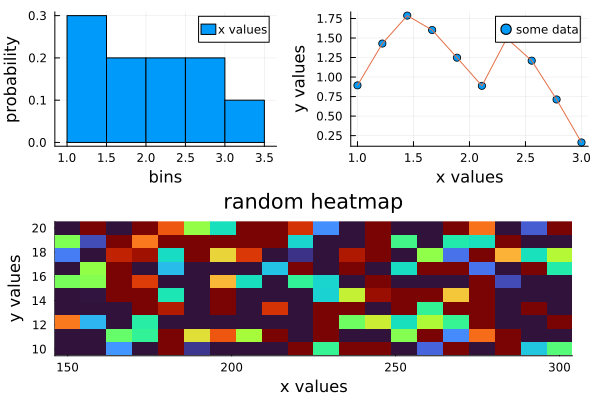 x values
probability
0.3
0.2
0.1
0.0
1.0 1.5 2.0 2.5 3.0 3.5
bins
some data
y values
1.75
1.50
1.25
1.00
0.75
0.50
0.25
1.0 1.5 2.0 2.5 3.0
x values
random heatmap
y values
20
18
16
14
12
10
150 200 250 300
x values